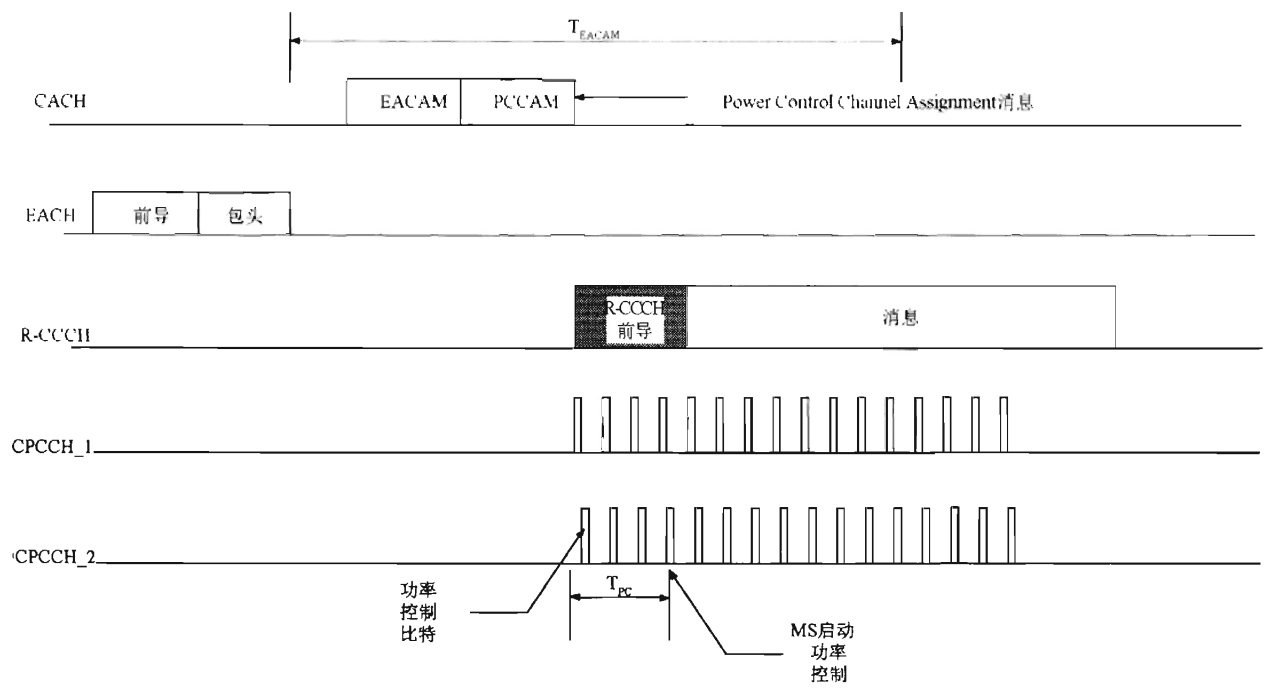 T_EACAM
CACH
EACAM
PCCAM
Power Control Channel Assignment消息
EACH
前导
包头
R-CCCH
R-CCCH
前导
消息
CPCCH_1
CPCCH_2
功率
控制
比特
T_PC
MS启动
功率
控制